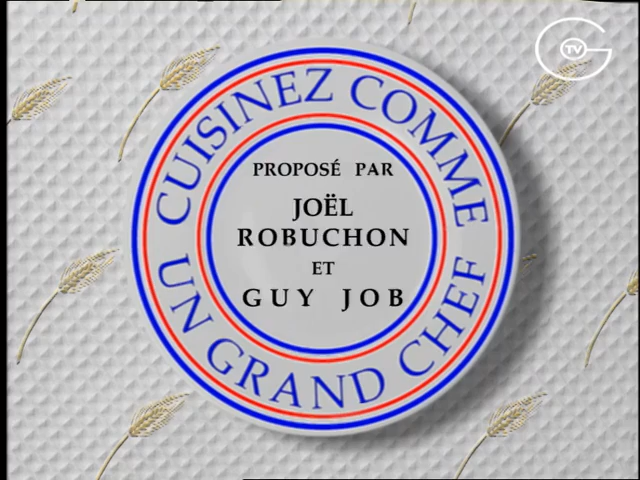 CUISINEZ COMME
UN GRAND CHEF
PROPOSÉ PAR
JOËL
ROBUCHON
ET
GUY JOB
G TV